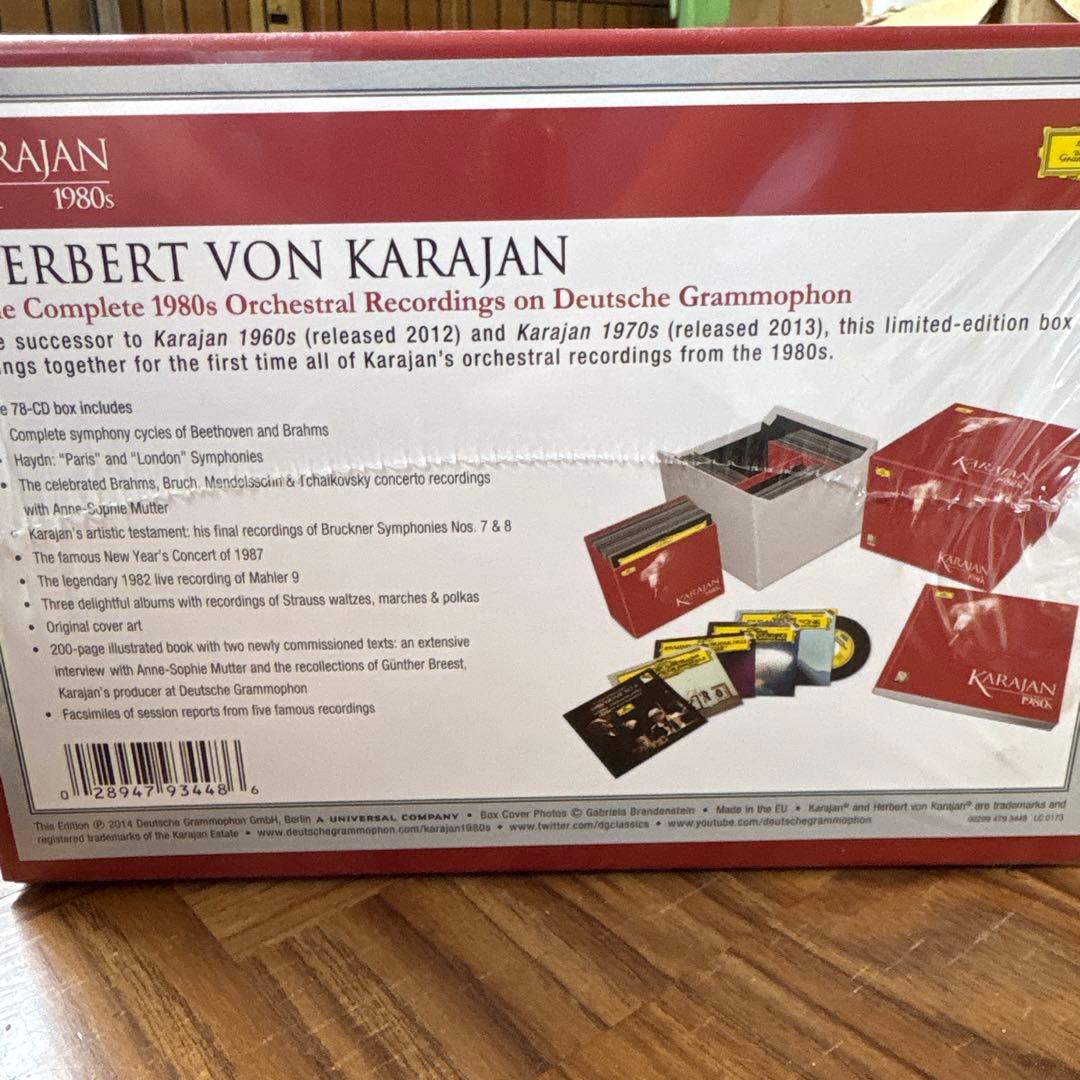 RAJAN
1980s
ERBERT VON KARAJAN
e Complete 1980s Orchestral Recordings on Deutsche Grammophon
e successor to Karajan 1960s (released 2012) and Karajan 1970s (released 2013), this limited-edition box
ngs together for the first time all of Karajan's orchestral recordings from the 1980s.
e 78-CD box includes
Complete symphony cycles of Beethoven and Brahms
• Haydn: "Paris" and "London" Symphonies
• The celebrated Brahms, Bruch, Mendelssohn & Tchaikovsky concerto recordings
with Anne-Sophie Mutter
Karajan's artistic testament: his final recordings of Bruckner Symphonies Nos. 7 & 8
• The famous New Year's Concert of 1987
• The legendary 1982 live recording of Mahler 9
• Three delightful albums with recordings of Strauss waltzes, marches & polkas
• Original cover art
• 200-page illustrated book with two newly commissioned texts: an extensive
interview with Anne-Sophie Mutter and the recollections of Günther Breest,
Karajan's producer at Deutsche Grammophon
• Facsimiles of session reports from five famous recordings
KARAJAN
KARAJAN
1980s
KARAJAN
1980s
KARAJAN
1980s
0 28947 93448 6
This Edition ℗ 2014 Deutsche Grammophon GmbH, Berlin A UNIVERSAL COMPANY • Box Cover Photos © Gabriela Brandenstein • Made in the EU • Karajan® and Herbert von Karajan® are trademarks and
registered trademarks of the Karajan Estate • www.deutschegrammophon.com/karajan1980s • www.twitter.com/dgclassics • www.youtube.com/deutschegrammophon
00289 479 3448 LC 0173